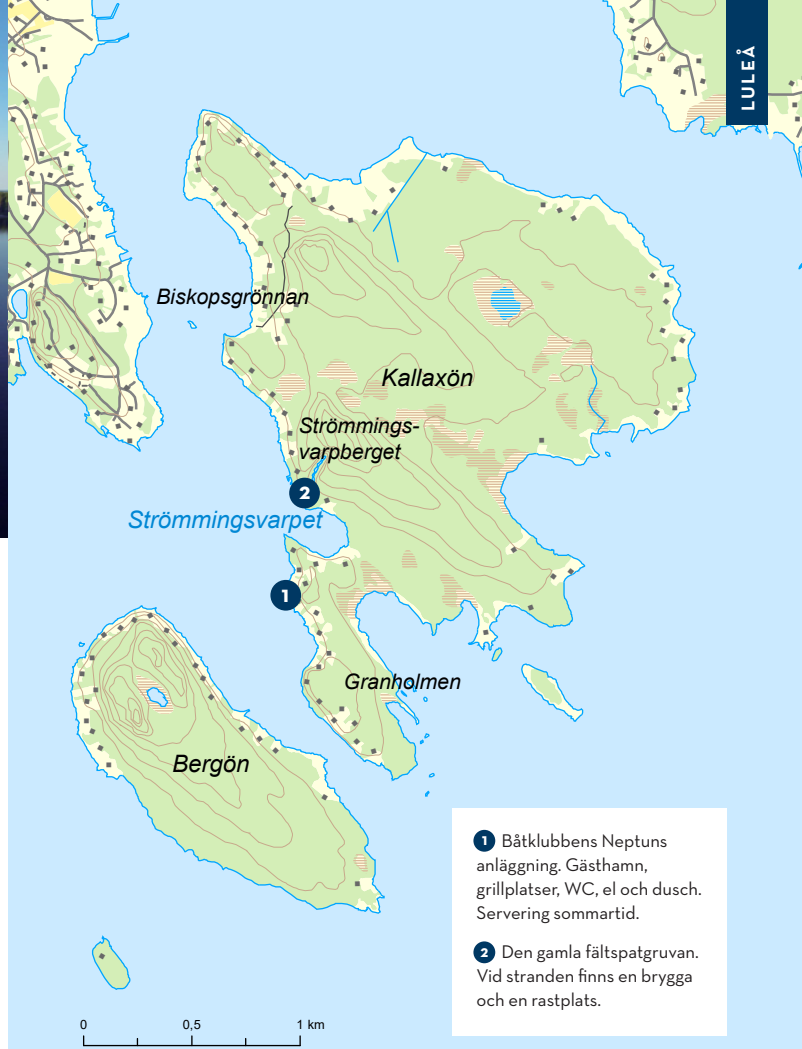 LULEÅ
Biskopsgrönnan
Kallaxön
Strömmings-
varpberget
2
Strömmingsvarpet
1
Granholmen
Bergön
1 Båtklubbens Neptuns
anläggning. Gästhamn,
grillplatser, WC, el och dusch.
Servering sommartid.
2 Den gamla fältspatgruvan.
Vid stranden finns en brygga
och en rastplats.
0 0,5 1 km